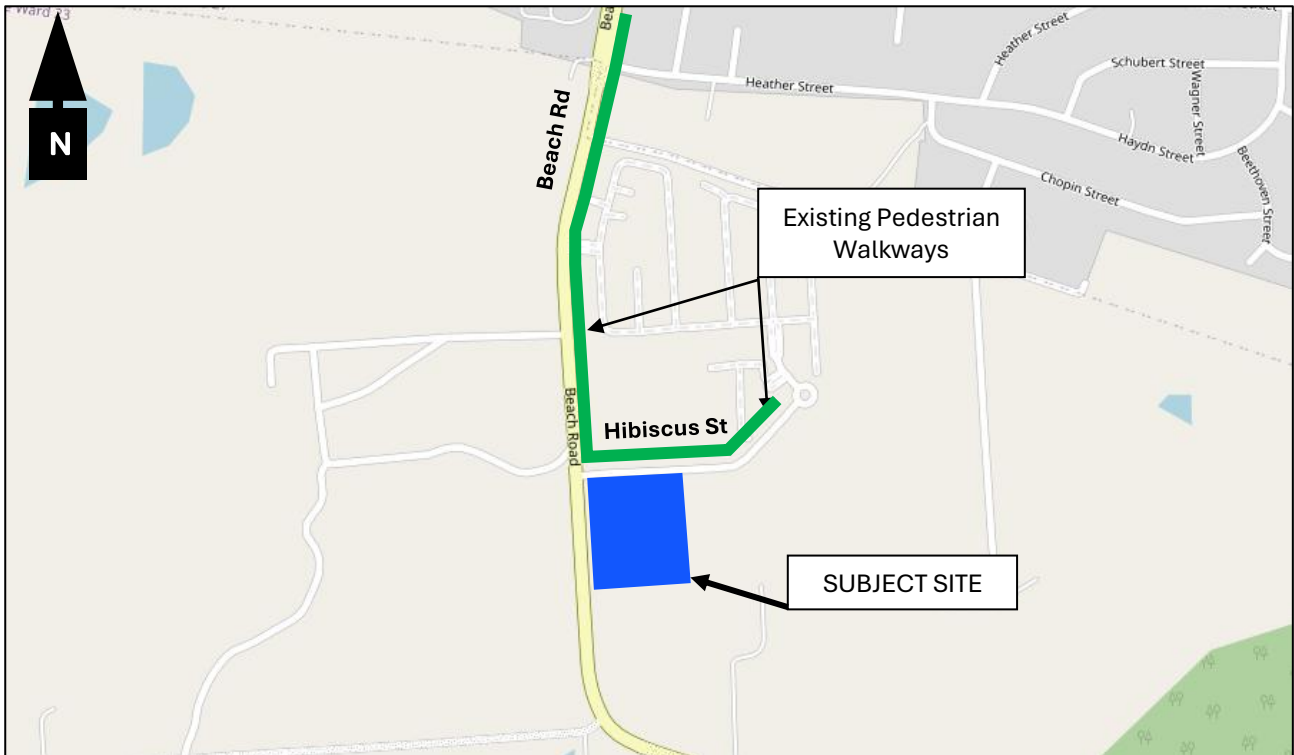 Ward 23
N
Bea
Beach Rd
Heather Street
Heather Street
Schubert Street
Wagner Street
Haydn Street
Beethoven Street
Chopin Street
Existing Pedestrian
Walkways
Beach Road
Hibiscus St
SUBJECT SITE